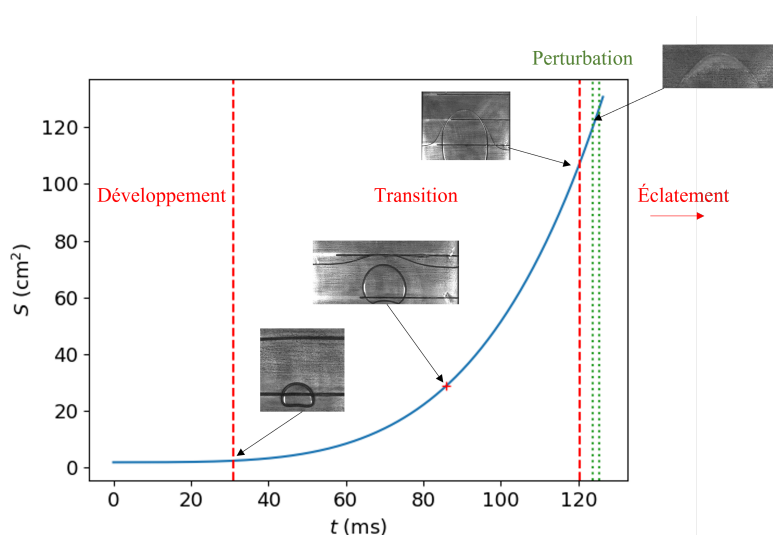 Perturbation
Développement
Transition
Éclatement
S (cm²)
120
100
80
60
40
20
0
0 20 40 60 80 100 120
t (ms)